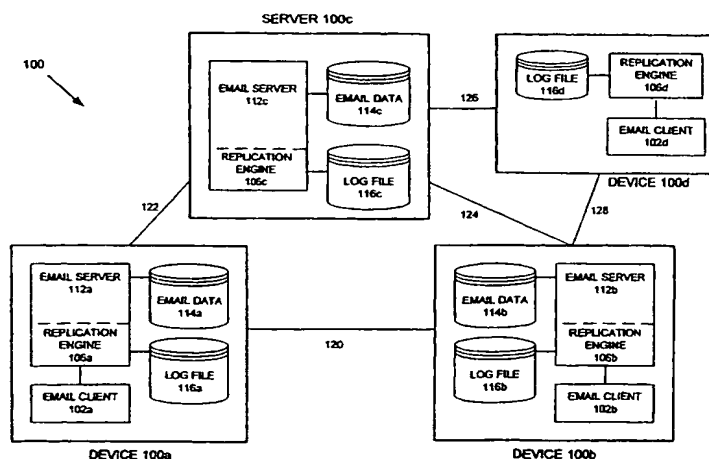 SERVER 100c
100
EMAIL SERVER
112c
EMAIL DATA
114c
REPLICATION
ENGINE
106c
LOG FILE
116c
126
LOG FILE
116d
REPLICATION
ENGINE
106d
EMAIL CLIENT
102d
DEVICE 100d
122
124
128
EMAIL SERVER
112a
EMAIL DATA
114a
REPLICATION
ENGINE
106a
LOG FILE
116a
EMAIL CLIENT
102a
DEVICE 100a
120
EMAIL DATA
114b
EMAIL SERVER
112b
REPLICATION
ENGINE
106b
LOG FILE
116b
EMAIL CLIENT
102b
DEVICE 100b